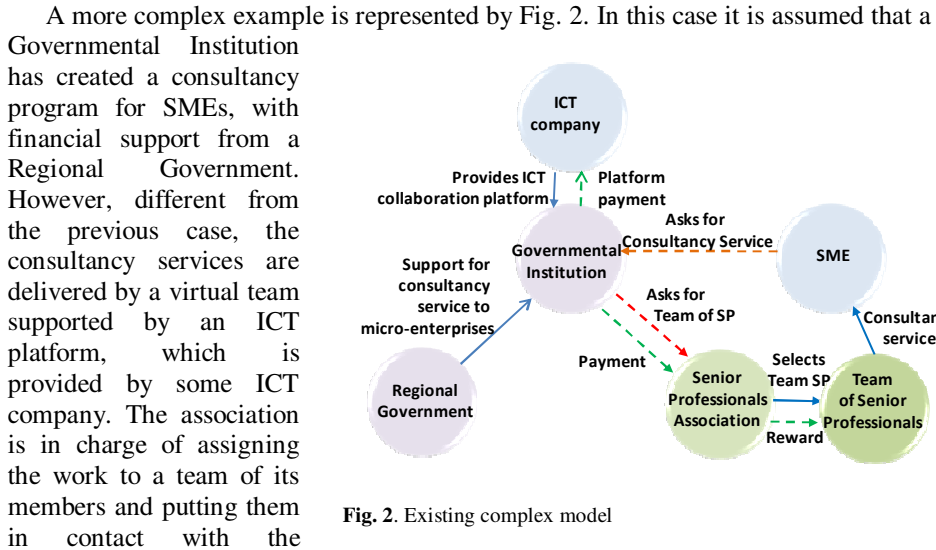 A more complex example is represented by Fig. 2. In this case it is assumed that a
Governmental Institution
has created a consultancy
program for SMEs, with
financial support from a
Regional Government.
However, different from
the previous case, the
consultancy services are
delivered by a virtual team
supported by an ICT
platform, which is
provided by some ICT
company. The association
is in charge of assigning
the work to a team of its
members and putting them
in contact with the
ICT
company
Provides ICT
collaboration platform
Platform
payment
Governmental
Institution
Asks for
Consultancy Service
SME
Support for
consultancy
service to
micro-enterprises
Asks for
Team of SP
Payment
Regional
Government
Senior
Professionals
Association
Selects
Team SP
Reward
Team
of Senior
Professionals
Consultan
service
Fig. 2. Existing complex model